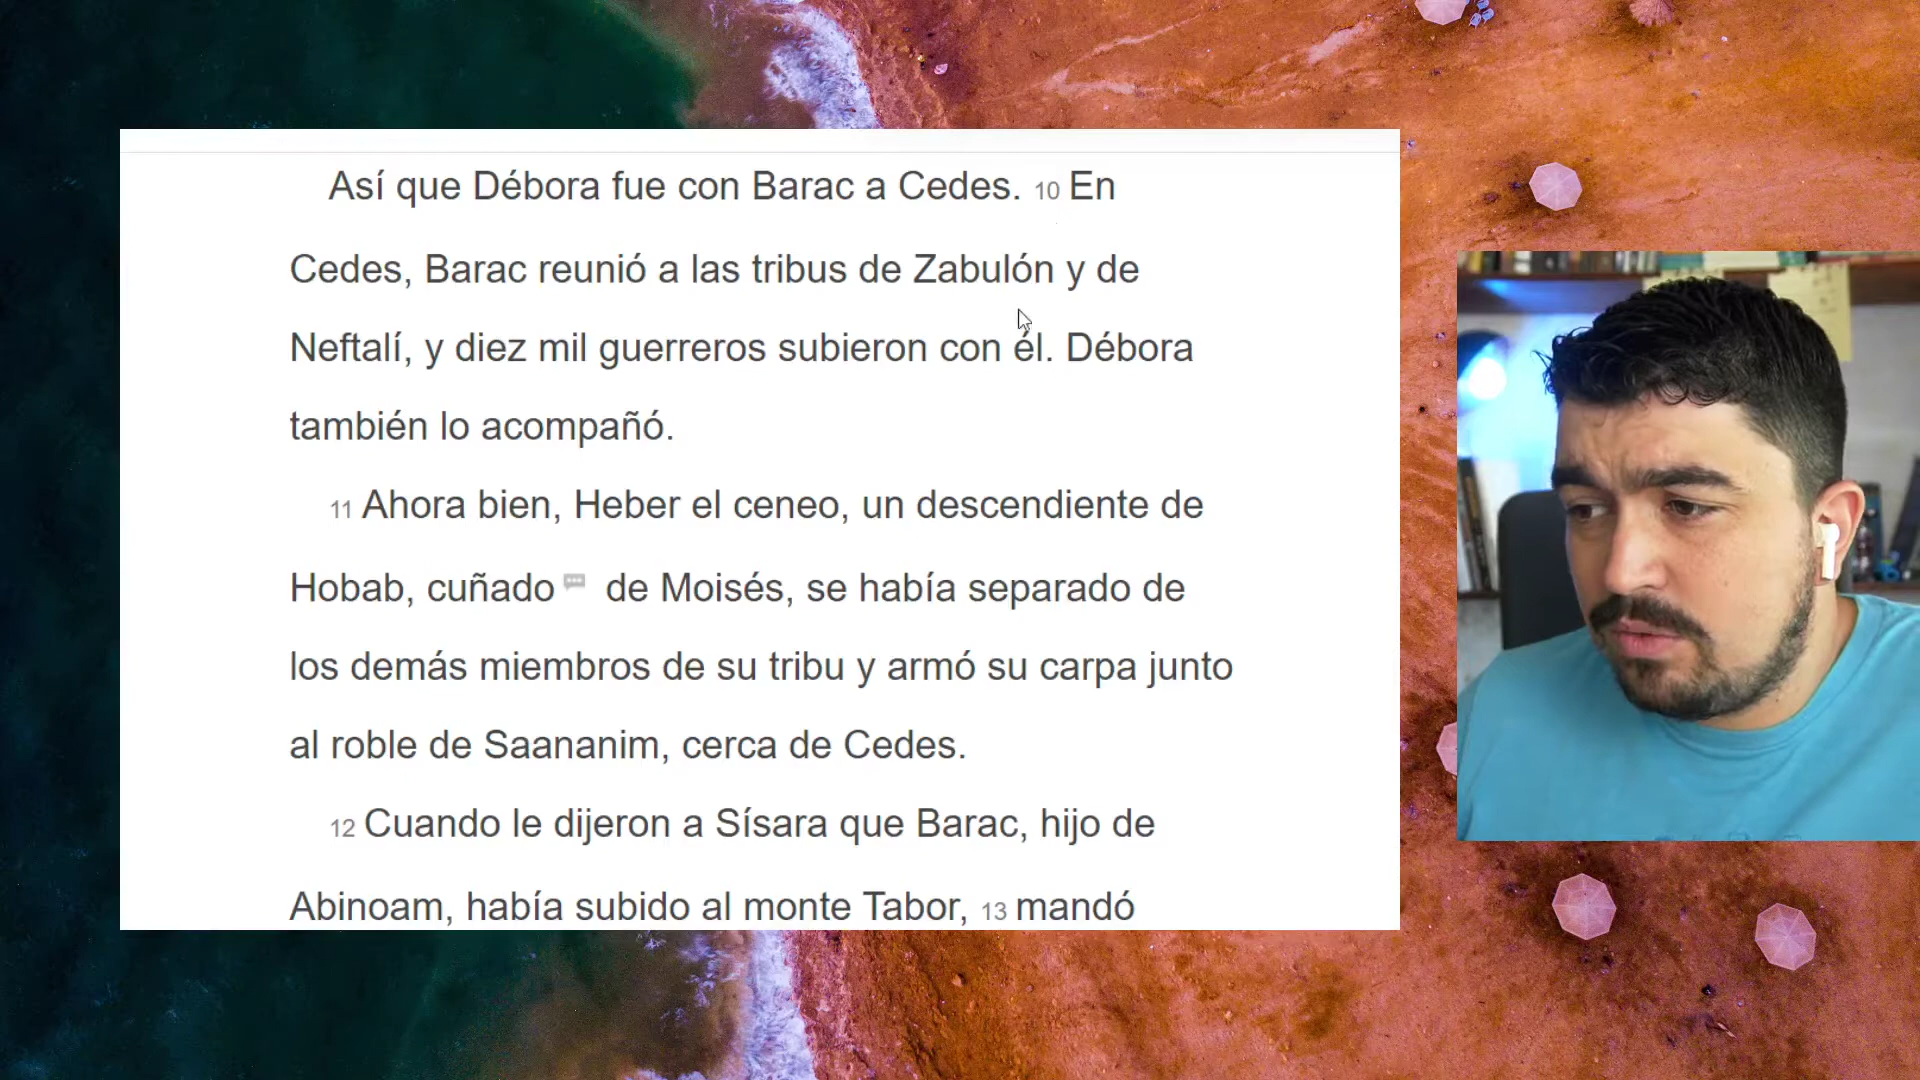 Así que Débora fue con Barac a Cedes. 10 En
Cedes, Barac reunió a las tribus de Zabulón y de
Neftalí, y diez mil guerreros subieron con él. Débora
también lo acompañó.
11 Ahora bien, Heber el ceneo, un descendiente de
Hobab, cuñado de Moisés, se había separado de
los demás miembros de su tribu y armó su carpa junto
al roble de Saananim, cerca de Cedes.
12 Cuando le dijeron a Sísara que Barac, hijo de
Abinoam, había subido al monte Tabor, 13 mandó